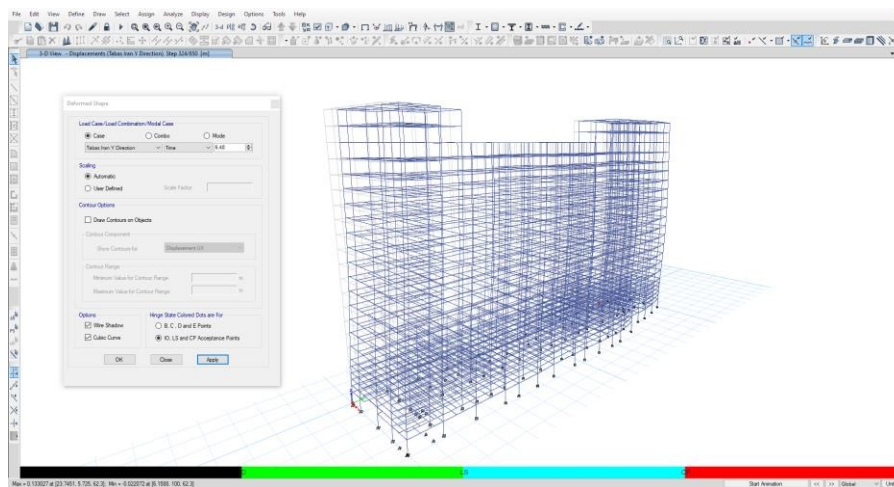 File Edit View Define Draw Select Assign Analyze Display Design Options Tools Help
3-D View - Displacements (Tabas Iran Y Direction) Step 324/650 [m]
Deformed Shape
Load Case/Load Combination/Modal Case
Case Combo Mode
Tabas Iran Y Direction Time 6.48
Scaling
Automatic
User Defined Scale Factor
Contour Options
Draw Contours on Objects
Contour Component
Show Contours for Displacement UX
Contour Range
Minimum Value for Contour Range m
Maximum Value for Contour Range m
Options Hinge State Colored Dots are For
Wire Shadow B, C, D and E Points
Cubic Curve IO, LS and CP Acceptance Points
OK Close Apply
LS
Start Animation << >> Global